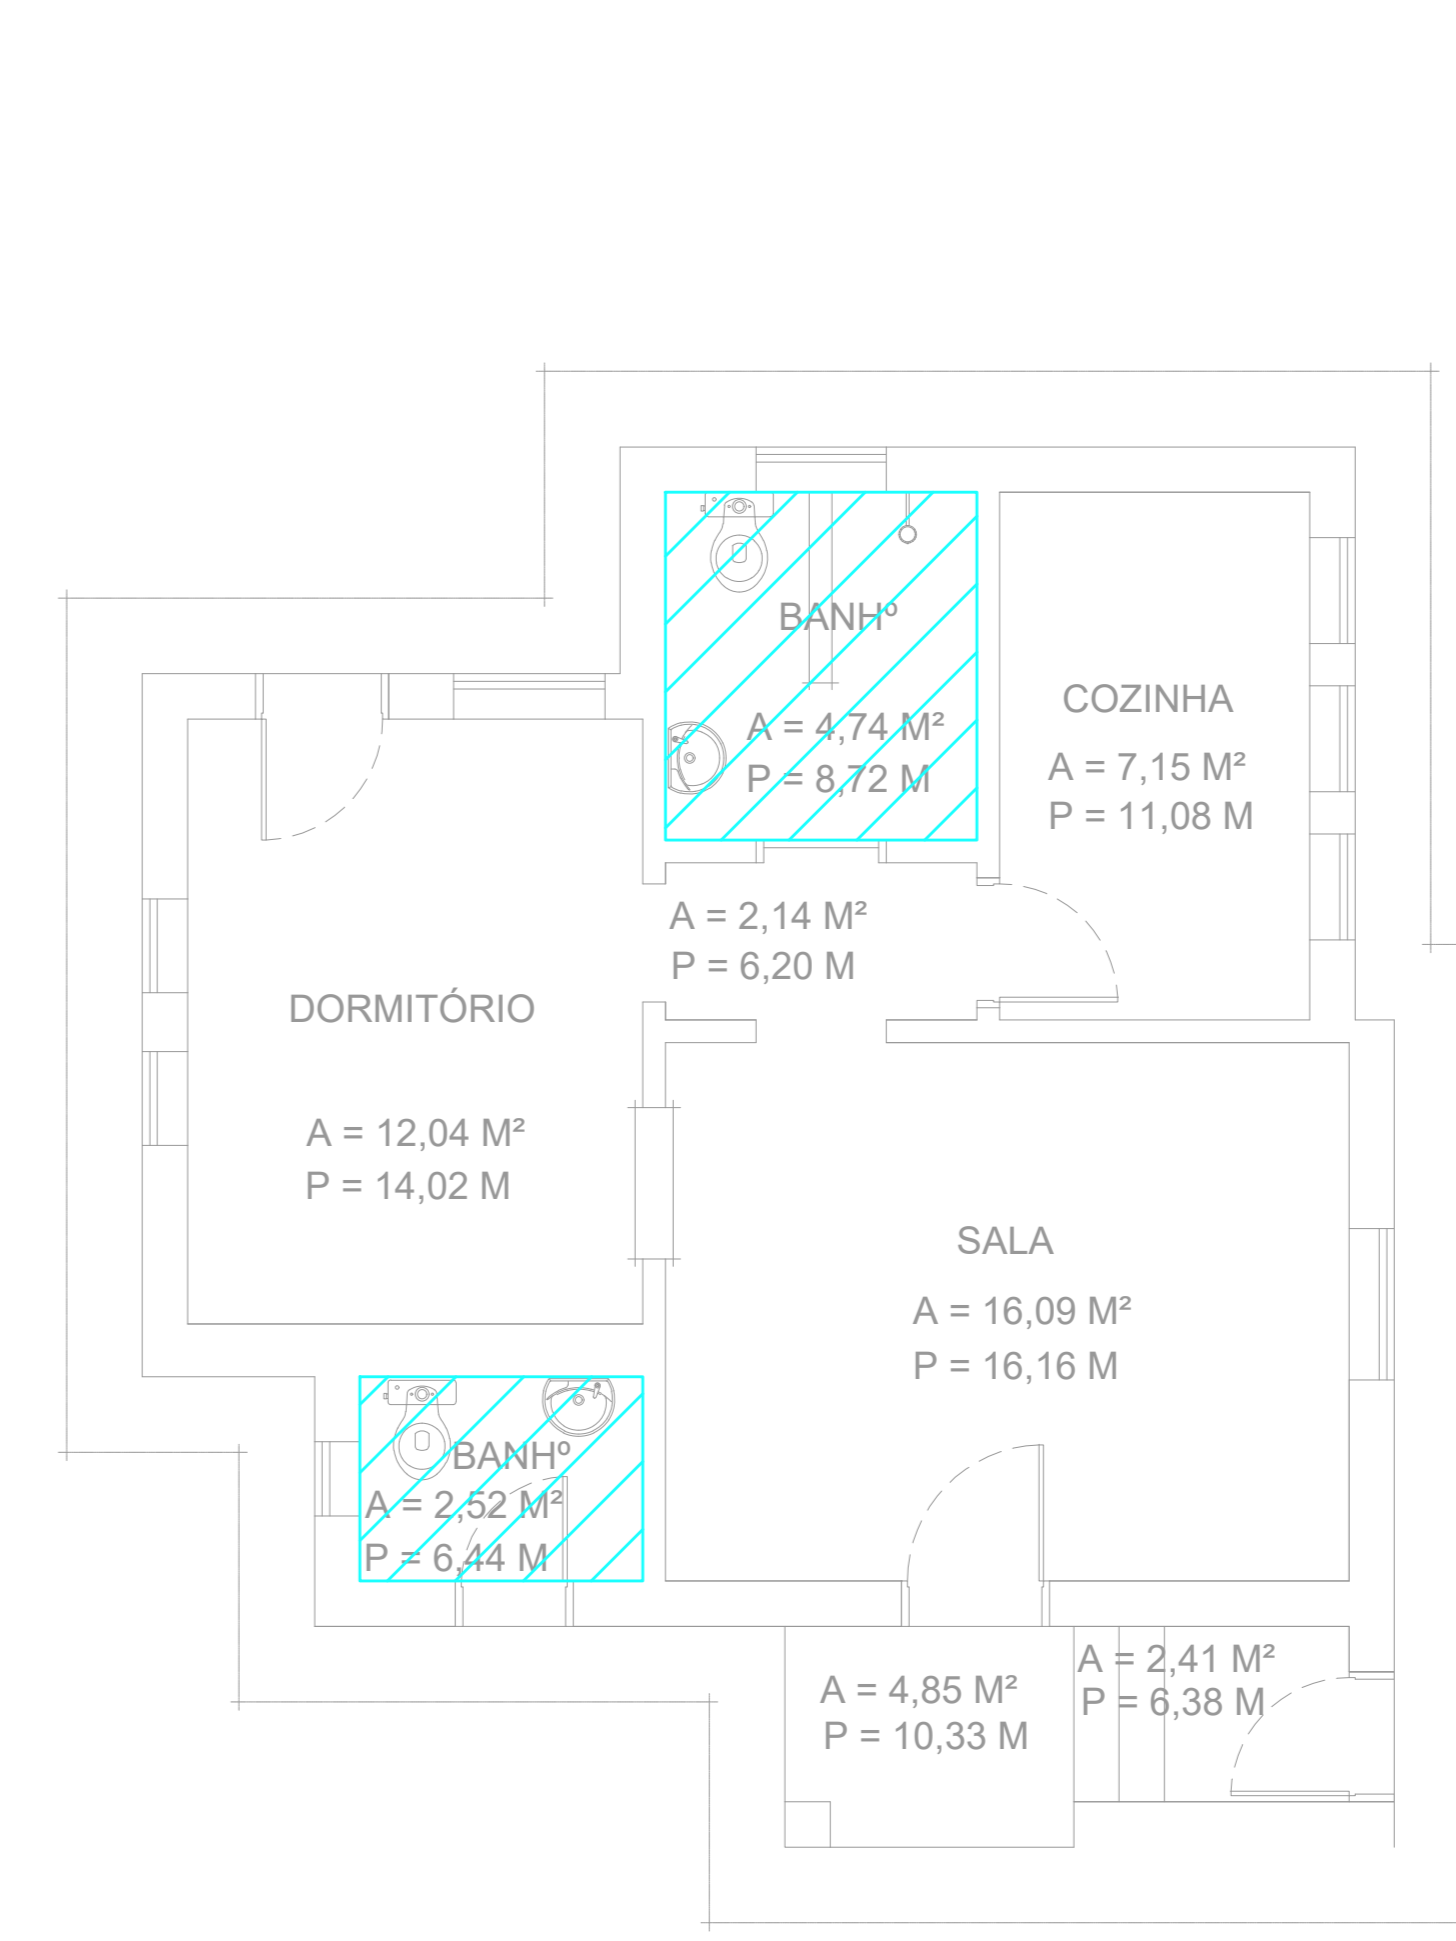 BANHº
A = 4,74 M²
P = 8,72 M
COZINHA
A = 7,15 M²
P = 11,08 M
A = 2,14 M²
P = 6,20 M
DORMITÓRIO
A = 12,04 M²
P = 14,02 M
SALA
A = 16,09 M²
P = 16,16 M
BANHº
A = 2,52 M²
P = 6,44 M
A = 4,85 M²
P = 10,33 M
A = 2,41 M²
P = 6,38 M